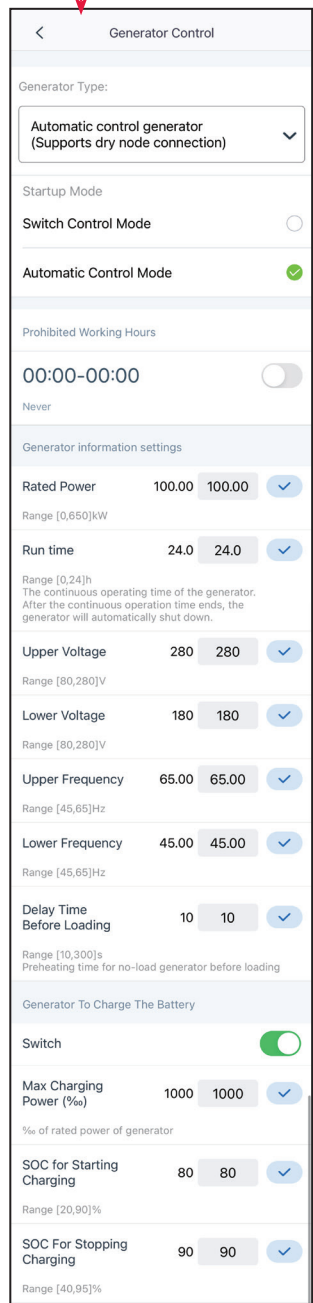 Generator Control
Generator Type:
Automatic control generator
(Supports dry node connection)
Startup Mode
Switch Control Mode
Automatic Control Mode
Prohibited Working Hours
00:00-00:00
Never
Generator information settings
Rated Power 100.00 100.00
Range [0,650]kW
Run time 24.0 24.0
Range [0,24]h
The continuous operating time of the generator.
After the continuous operation time ends, the
generator will automatically shut down.
Upper Voltage 280 280
Range [80,280]V
Lower Voltage 180 180
Range [80,280]V
Upper Frequency 65.00 65.00
Range [45,65]Hz
Lower Frequency 45.00 45.00
Range [45,65]Hz
Delay Time
Before Loading 10 10
Range [10,300]s
Preheating time for no-load generator before loading
Generator To Charge The Battery
Switch
Max Charging
Power (‰) 1000 1000
‰ of rated power of generator
SOC for Starting
Charging 80 80
Range [20,90]%
SOC For Stopping
Charging 90 90
Range [40,95]%